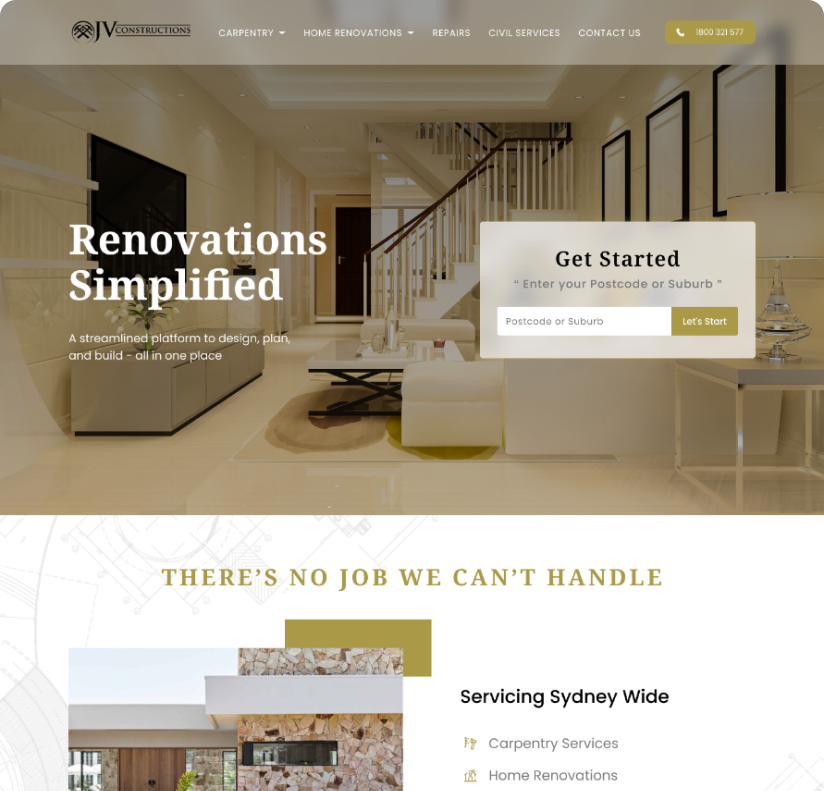 JV CONSTRUCTIONS
CARPENTRY HOME RENOVATIONS REPAIRS CIVIL SERVICES CONTACT US 1800 321 577
Renovations
Simplified
A streamlined platform to design, plan,
and build - all in one place
Get Started
“ Enter your Postcode or Suburb ”
Postcode or Suburb Let's Start
THERE’S NO JOB WE CAN’T HANDLE
Servicing Sydney Wide
Carpentry Services
Home Renovations